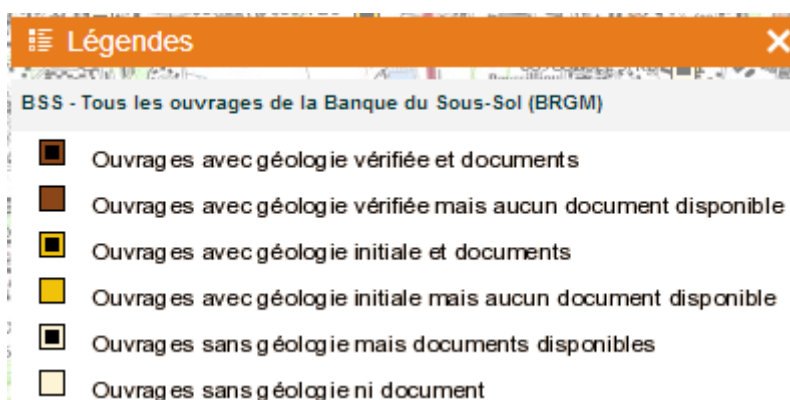 Légendes
BSS - Tous les ouvrages de la Banque du Sous-Sol (BRGM)
Ouvrages avec géologie vérifiée et documents
Ouvrages avec géologie vérifiée mais aucun document disponible
Ouvrages avec géologie initiale et documents
Ouvrages avec géologie initiale mais aucun document disponible
Ouvrages sans géologie mais documents disponibles
Ouvrages sans géologie ni document